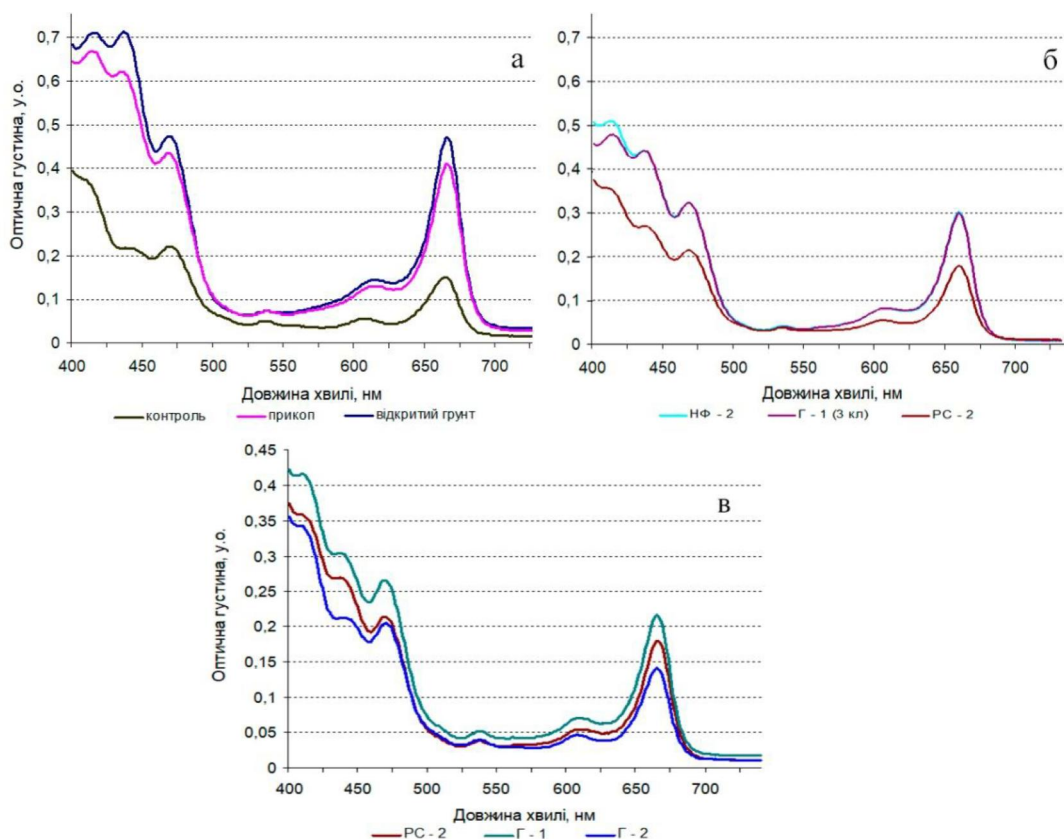 а
Оптична густина, у.о.
0,7
0,6
0,5
0,4
0,3
0,2
0,1
0
400 450 500 550 600 650 700
Довжина хвилі, нм
контроль прикоп відкритий грунт
б
0,7
0,6
0,5
0,4
0,3
0,2
0,1
0
400 450 500 550 600 650 700
Довжина хвилі, нм
НФ - 2 Г - 1 (3 кл) РС - 2
в
Оптична густина, у.о.
0,45
0,4
0,35
0,3
0,25
0,2
0,15
0,1
0,05
0
400 450 500 550 600 650 700
Довжина хвилі, нм
РС - 2 Г - 1 Г - 2